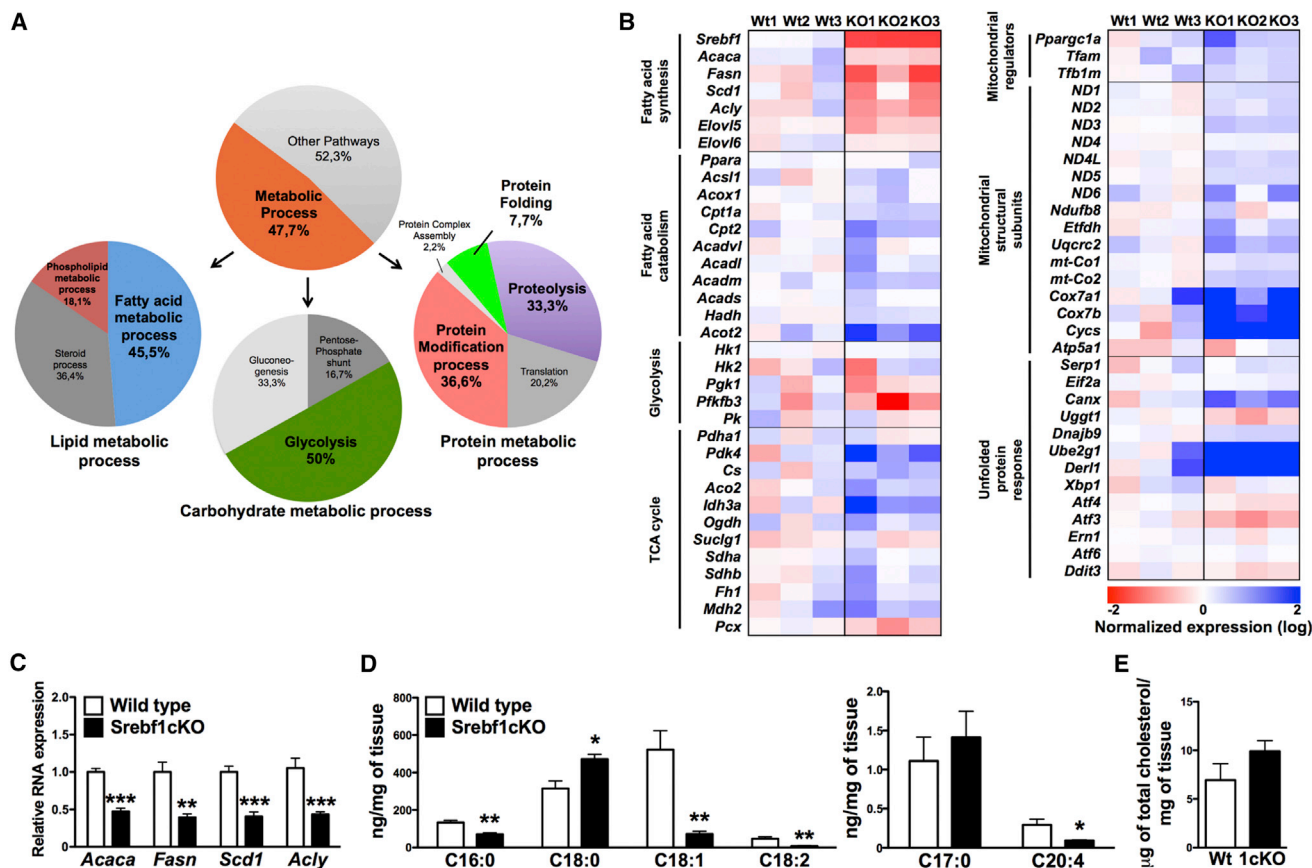 A
Other Pathways
52,3%
Metabolic
Process
47,7%
Protein
Folding
7,7%
Protein Complex
Assembly
2,2%
Phospholipid
metabolic
process
18,1%
Fatty acid
metabolic
process
45,5%
Steroid
process
36,4%
Lipid metabolic
process
Gluconeo-
genesis
33,3%
Pentose-
Phosphate
shunt
16,7%
Glycolysis
50%
Carbohydrate metabolic process
Proteolysis
33,3%
Protein
Modification
process
36,6%
Translation
20,2%
Protein metabolic
process
B
Wt1 Wt2 Wt3 KO1 KO2 KO3
Fatty acid
synthesis
Srebf1
Acaca
Fasn
Scd1
Acly
Elovl5
Elovl6
Fatty acid
catabolism
Ppara
Acsl1
Acox1
Cpt1a
Cpt2
Acadvl
Acadl
Acadm
Acads
Hadh
Acot2
Glycolysis
Hk1
Hk2
Pgk1
Pfkfb3
Pk
TCA cycle
Pdha1
Pdk4
Cs
Aco2
Idh3a
Ogdh
Suclg1
Sdha
Sdhb
Fh1
Mdh2
Pcx
Wt1 Wt2 Wt3 KO1 KO2 KO3
Mitochondrial
regulators
Ppargc1a
Tfam
Tfb1m
Mitochondrial
structural
subunits
ND1
ND2
ND3
ND4
ND4L
ND5
ND6
Ndufb8
Etfdh
Uqcrc2
mt-Co1
mt-Co2
Cox7a1
Cox7b
Cycs
Atp5a1
Unfolded
protein
response
Serp1
Eif2a
Canx
Uggt1
Dnajb9
Ube2g1
Derl1
Xbp1
Atf4
Atf3
Ern1
Atf6
Ddit3
-2 0 2
Normalized expression (log)
C
Relative RNA expression
2.0
1.5
1.0
0.5
0
Wild type
Srebf1cKO
*** ** *** ***
Acaca Fasn Scd1 Acly
D
ng/mg of tissue
800
600
400
200
0
Wild type
Srebf1cKO
** * ** **
C16:0 C18:0 C18:1 C18:2
ng/mg of tissue
2.0
1.5
1.0
0.5
0
*
C17:0 C20:4
E
µg of total cholesterol/
mg of tissue
15
10
5
0
Wt 1cKO